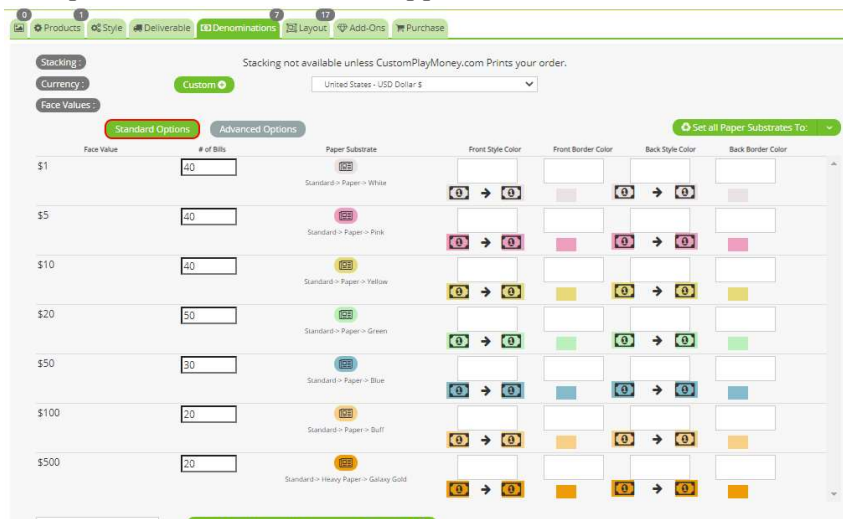 0 1 7 17
Products Style Deliverable Denominations Layout Add-Ons Purchase
Stacking : Stacking not available unless CustomPlayMoney.com Prints your order.
Currency : Custom United States - USD Dollar $
Face Values :
Standard Options Advanced Options Set all Paper Substrates To:
Face Value # of Bills Paper Substrate Front Style Color Front Border Color Back Style Color Back Border Color
$1 40
Standard-> Paper-> White
$5 40
Standard-> Paper-> Pink
$10 40
Standard-> Paper-> Yellow
$20 50
Standard-> Paper-> Green
$50 30
Standard-> Paper-> Blue
$100 20
Standard-> Paper-> Buff
$500 20
Standard-> Heavy Paper-> Galaxy Gold